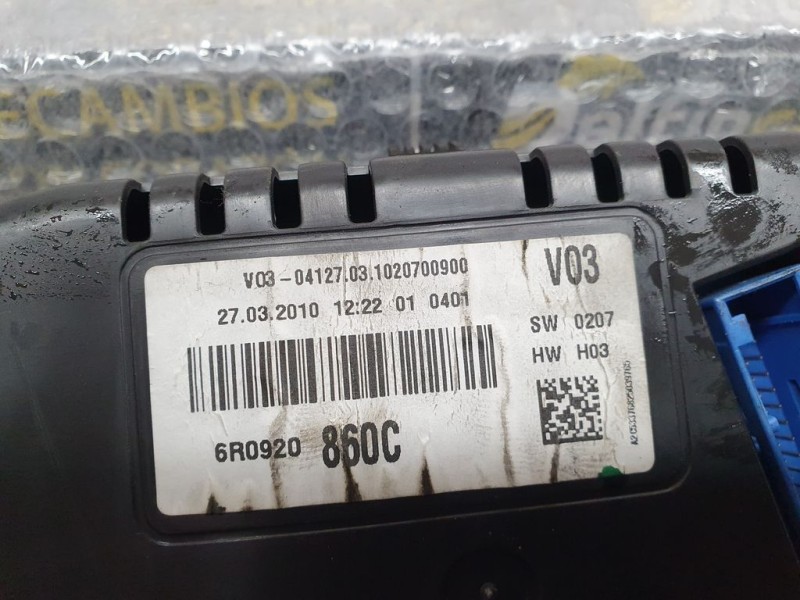 ECAMBIOS
elfin
V03-04127.03.1020700900
V03
27.03.2010 12:22 01 0401
SW 0207
HW H03
6R0920 860C